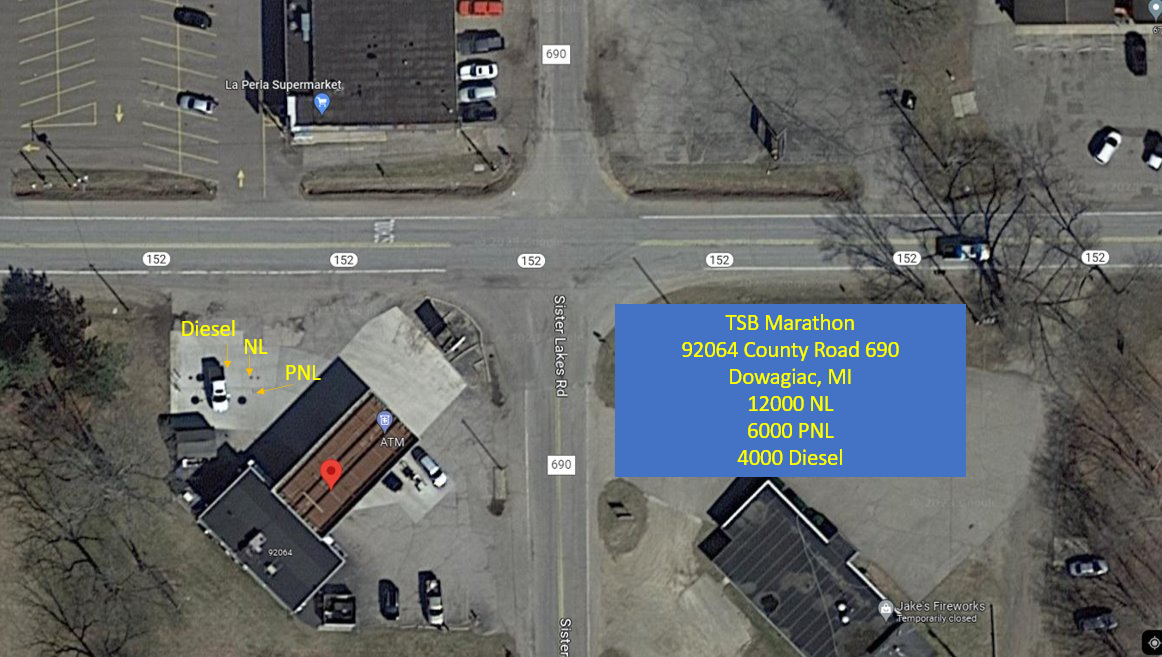 690
La Perla Supermarket
152
152
152
152
152
152
Sister Lakes Rd
Diesel
NL
PNL
TSB Marathon
92064 County Road 690
Dowagiac, MI
12000 NL
6000 PNL
4000 Diesel
ATM
690
92064
Jake's Fireworks
Temporarily closed
Sister